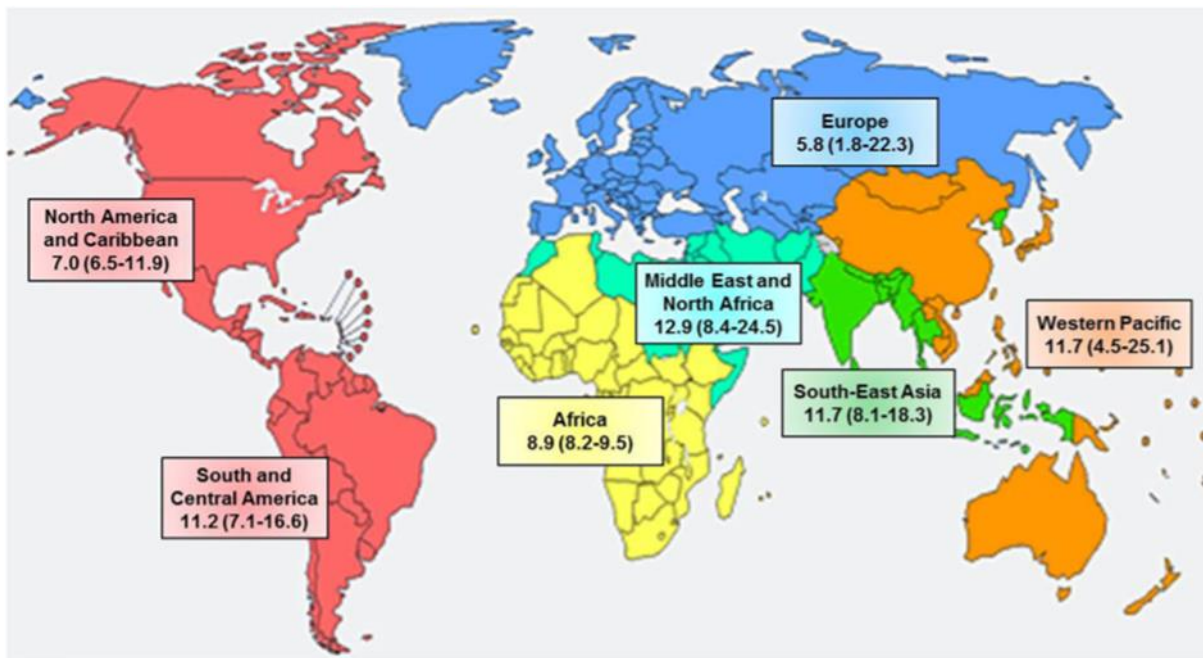 Europe
5.8 (1.8-22.3)
North America
and Caribbean
7.0 (6.5-11.9)
Middle East and
North Africa
12.9 (8.4-24.5)
Western Pacific
11.7 (4.5-25.1)
South-East Asia
11.7 (8.1-18.3)
Africa
8.9 (8.2-9.5)
South and
Central America
11.2 (7.1-16.6)